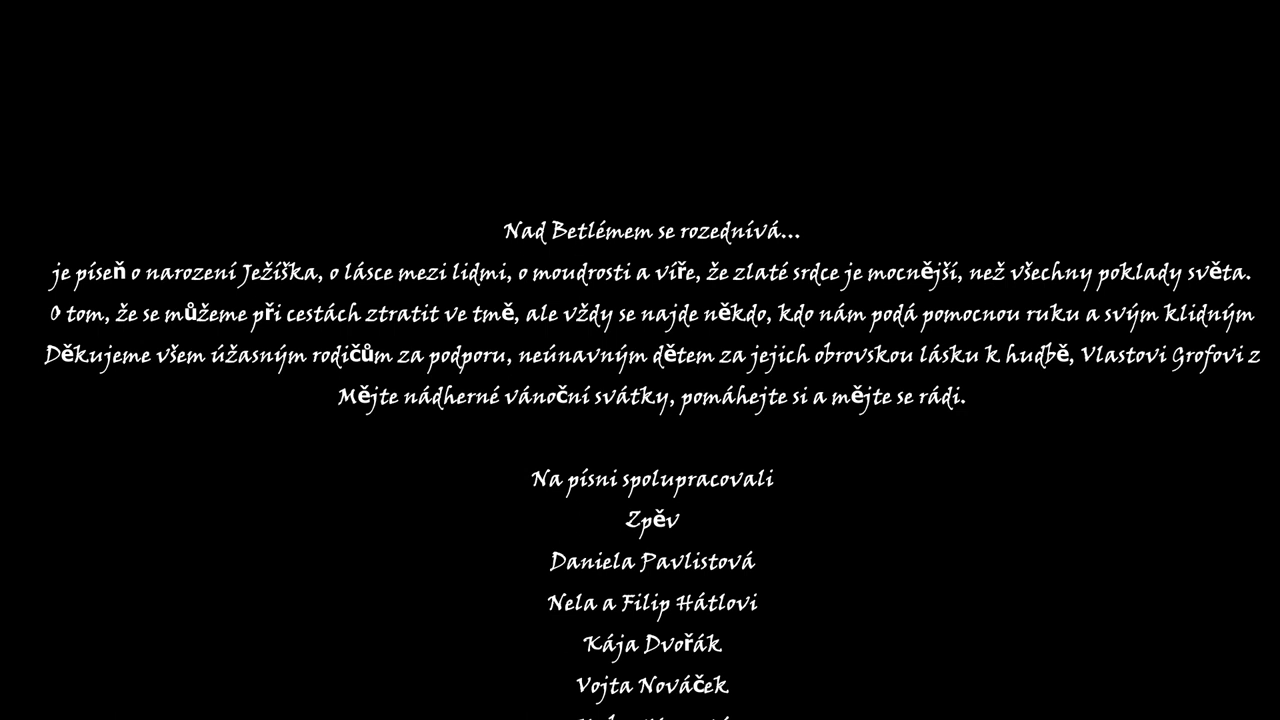 Nad Betlémem se rozednívá...
je píseň o narození Ježíška, o lásce mezi lidmi, o moudrosti a víře, že zlaté srdce je mocnější, než všechny poklady světa.
O tom, že se můžeme při cestách ztratit ve tmě, ale vždy se najde někdo, kdo nám podá pomocnou ruku a svým klidným
Děkujeme všem úžasným rodičům za podporu, neúnavným dětem za jejich obrovskou lásku k hudbě, Vlastovi Grofovi z
Mějte nádherné vánoční svátky, pomáhejte si a mějte se rádi.
Na písni spolupracovali
Zpěv
Daniela Pavlistová
Nela a Filip Hátlovi
Kája Dvořák
Vojta Nováček